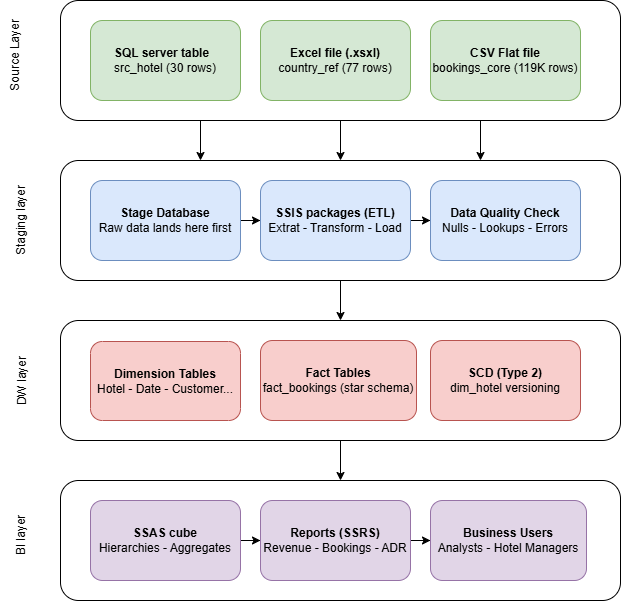 Source Layer
SQL server table
src_hotel (30 rows)
Excel file (.xsxl)
country_ref (77 rows)
CSV Flat file
bookings_core (119K rows)
Staging layer
Stage Database
Raw data lands here first
SSIS packages (ETL)
Extrat - Transform - Load
Data Quality Check
Nulls - Lookups - Errors
DW layer
Dimension Tables
Hotel - Date - Customer...
Fact Tables
fact_bookings (star schema)
SCD (Type 2)
dim_hotel versioning
BI layer
SSAS cube
Hierarchies - Aggregates
Reports (SSRS)
Revenue - Bookings - ADR
Business Users
Analysts - Hotel Managers